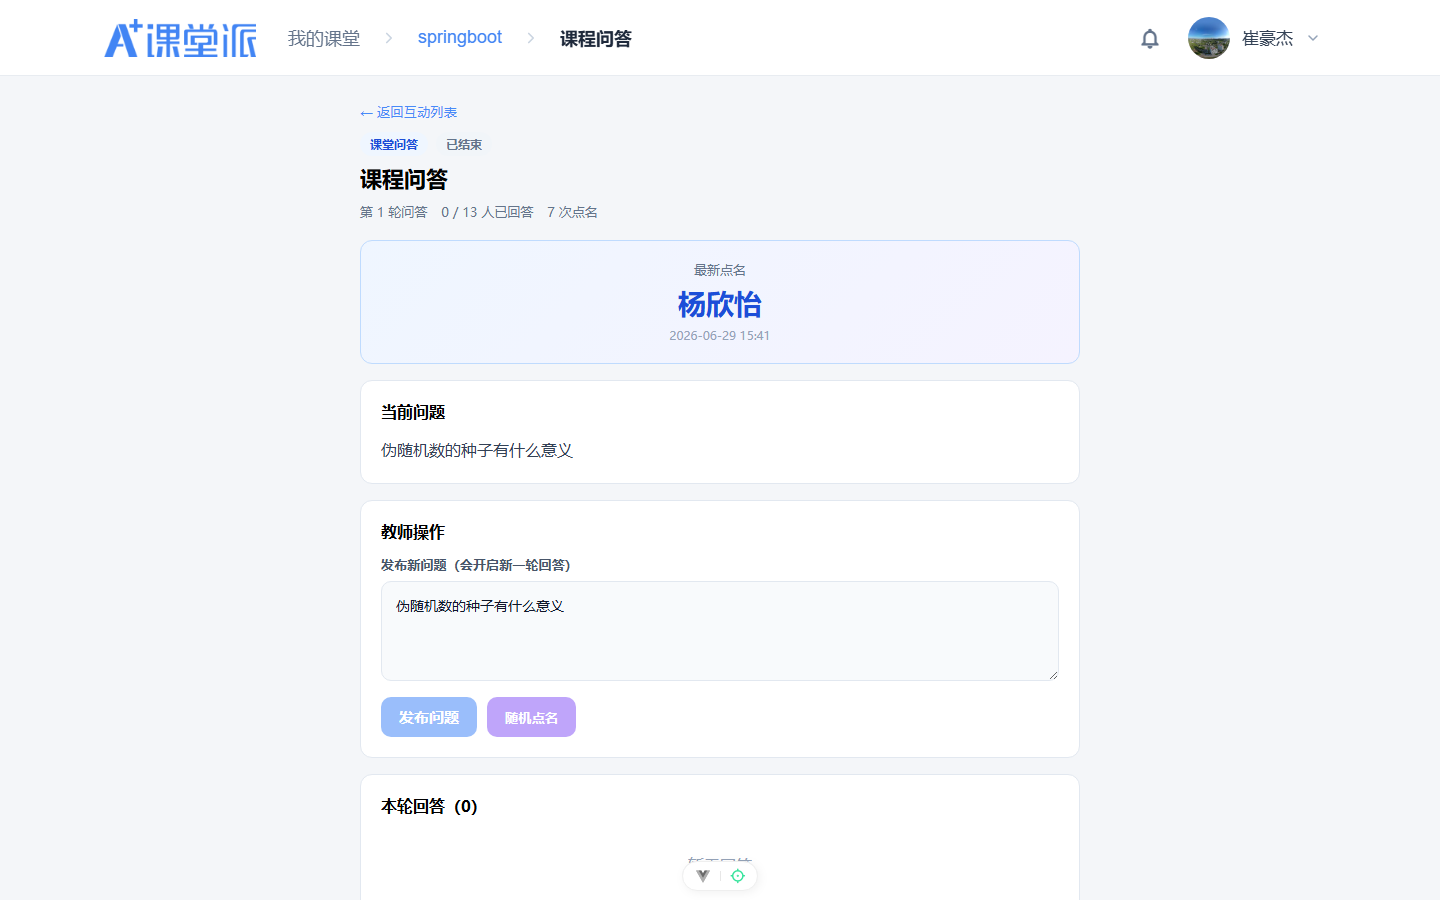 A+课堂派 我的课堂 > springboot > 课程问答 崔豪杰
← 返回互动列表
课堂问答 已结束
课程问答
第 1 轮问答 0 / 13 人已回答 7 次点名
最新点名
杨欣怡
2026-06-29 15:41
当前问题
伪随机数的种子有什么意义
教师操作
发布新问题（会开启新一轮回答）
伪随机数的种子有什么意义
发布问题 随机点名
本轮回答（0）